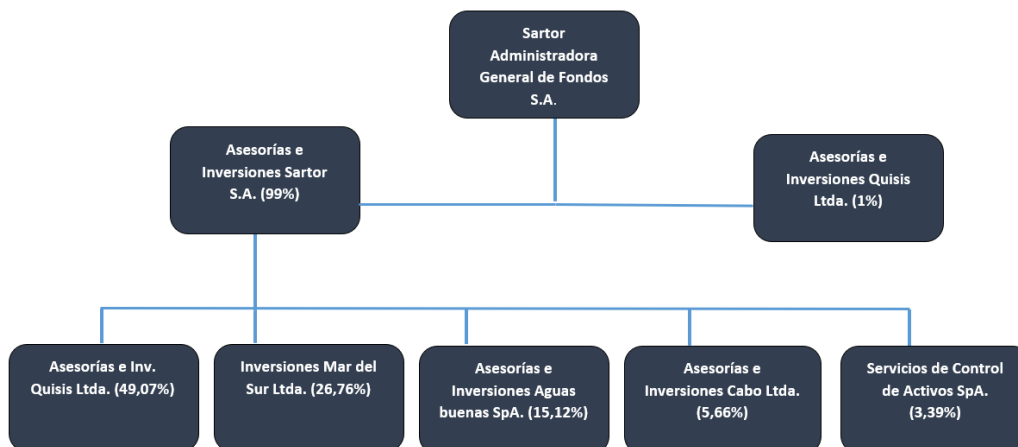 Sartor
Administradora
General de Fondos
S.A.
Asesorías e
Inversiones Sartor
S.A. (99%)
Asesorías e
Inversiones Quisis
Ltda. (1%)
Asesorías e Inv.
Quisis Ltda. (49,07%)
Inversiones Mar del
Sur Ltda. (26,76%)
Asesorías e
Inversiones Aguas
buenas SpA. (15,12%)
Asesorías e
Inversiones Cabo Ltda.
(5,66%)
Servicios de Control
de Activos SpA.
(3,39%)